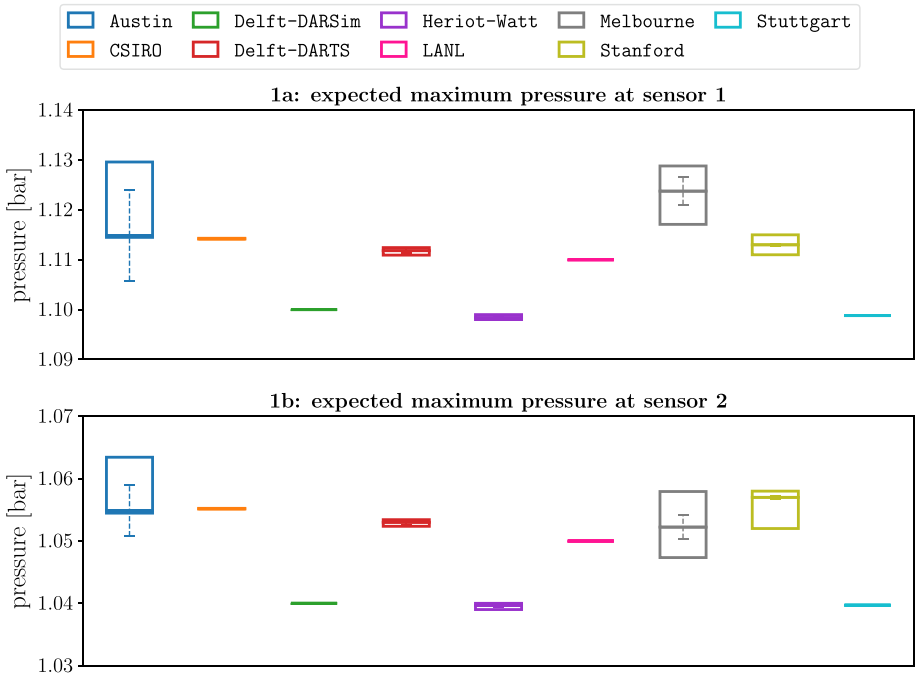 Austin Delft-DARSim Heriot-Watt Melbourne Stuttgart
CSIRO Delft-DARTS LANL Stanford
1a: expected maximum pressure at sensor 1
1.14
1.13
1.12
1.11
1.10
1.09
pressure [bar]
1b: expected maximum pressure at sensor 2
1.07
1.06
1.05
1.04
1.03
pressure [bar]